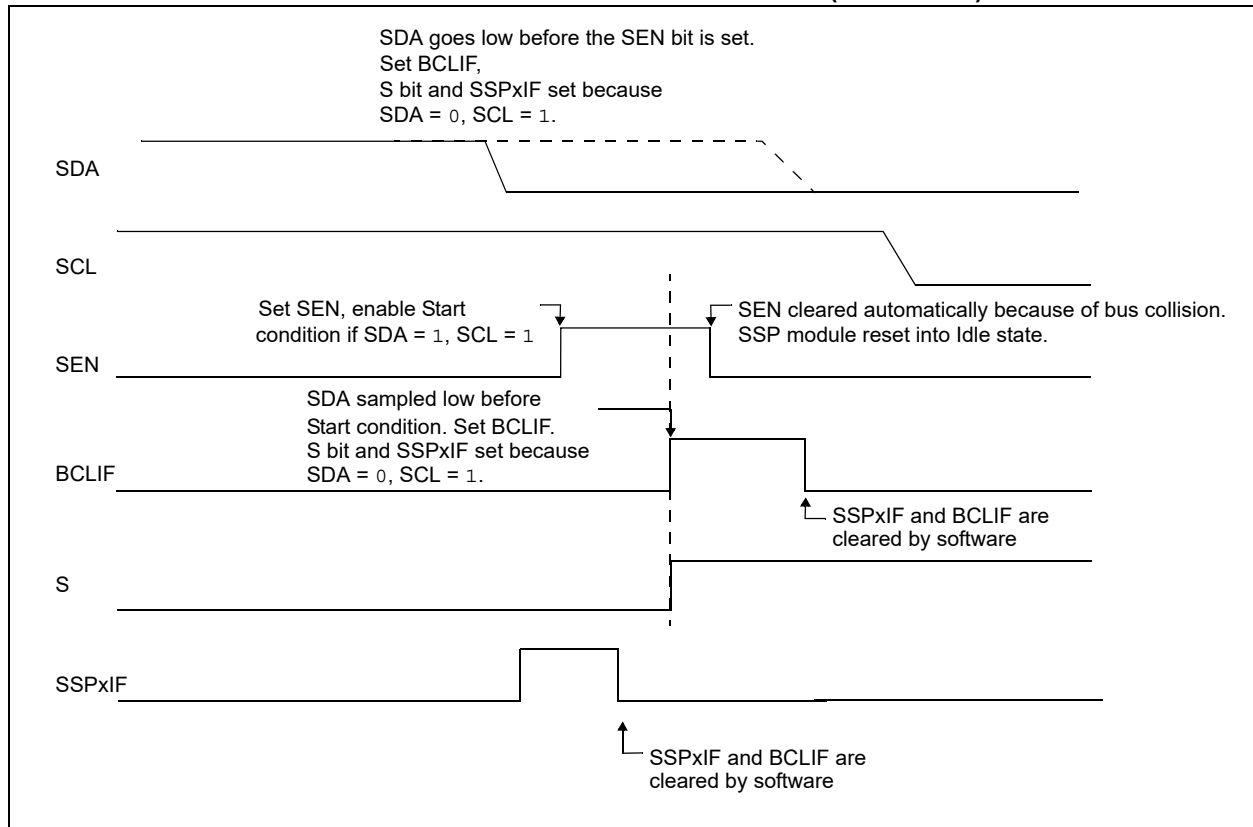 SDA goes low before the SEN bit is set.
Set BCLIF,
S bit and SSPxIF set because
SDA = 0, SCL = 1.
SDA
SCL
Set SEN, enable Start
condition if SDA = 1, SCL = 1
SEN cleared automatically because of bus collision.
SSP module reset into Idle state.
SEN
SDA sampled low before
Start condition. Set BCLIF.
S bit and SSPxIF set because
SDA = 0, SCL = 1.
BCLIF
SSPxIF and BCLIF are
cleared by software
S
SSPxIF
SSPxIF and BCLIF are
cleared by software